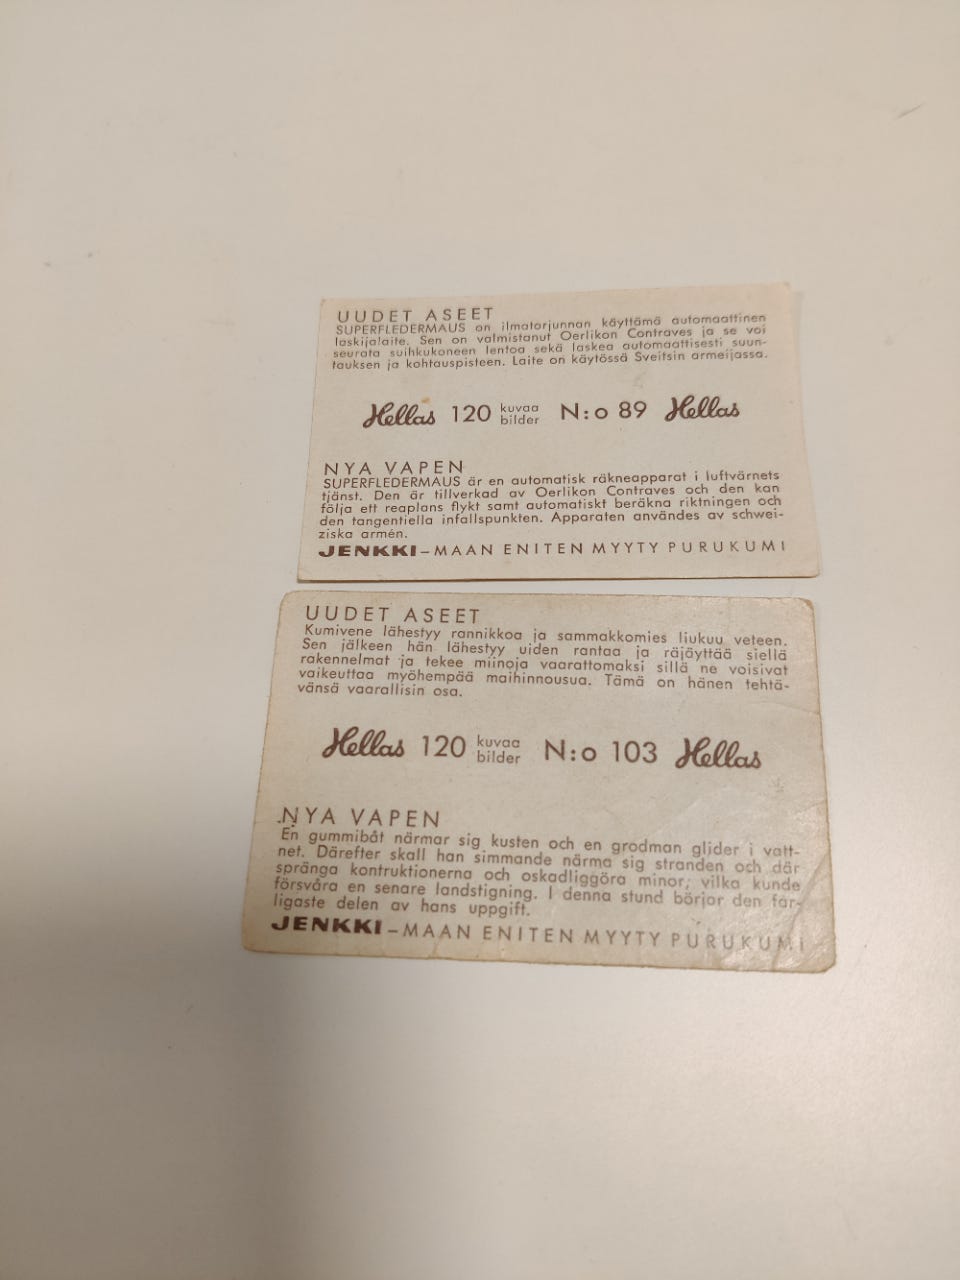 UUDET ASEET
SUPERFLEDERMAUS on ilmatorjunnan käyttämä automaattinen
laskijalaite. Sen on valmistanut Oerlikon Contraves ja se voi
seurata suihkukoneen lentoa sekä laskea automaattisesti suun-
tauksen ja kohtauspisteen. Laite on käytössä Sveitsin armeijassa.
Hellas 120 kuvaa bilder N:o 89 Hellas
NYA VAPEN
SUPERFLEDERMAUS är en automatisk räkneapparat i luftvärnets
tjänst. Den är tillverkad av Oerlikon Contraves och den kan
följa ett reaplans flykt samt automatiskt beräkna riktningen och
den tangentiella infallspunkten. Apparaten användes av schwei-
ziska armén.
JENKKI – MAAN ENITEN MYYTY PURUKUMI
UUDET ASEET
Kumivene lähestyy rannikkoa ja sammakkomies liukuu veteen.
Sen jälkeen hän lähestyy uiden rantaa ja räjäyttää siellä
rakennelmat ja tekee miinoja vaarattomaksi sillä ne voisivat
vaikeuttaa myöhempää maihinnousua. Tämä on hänen tehtä-
vänsä vaarallisin osa.
Hellas 120 kuvaa bilder N:o 103 Hellas
NYA VAPEN
En gummibåt närmar sig kusten och en grodman glider i vatt-
net. Därefter skall han simmande närma sig stranden och där
spränga kontruktionerna och oskadliggöra minor, vilka kunde
försvåra en senare landstigning. I denna stund börjar den far-
ligaste delen av hans uppgift.
JENKKI – MAAN ENITEN MYYTY PURUKUMI